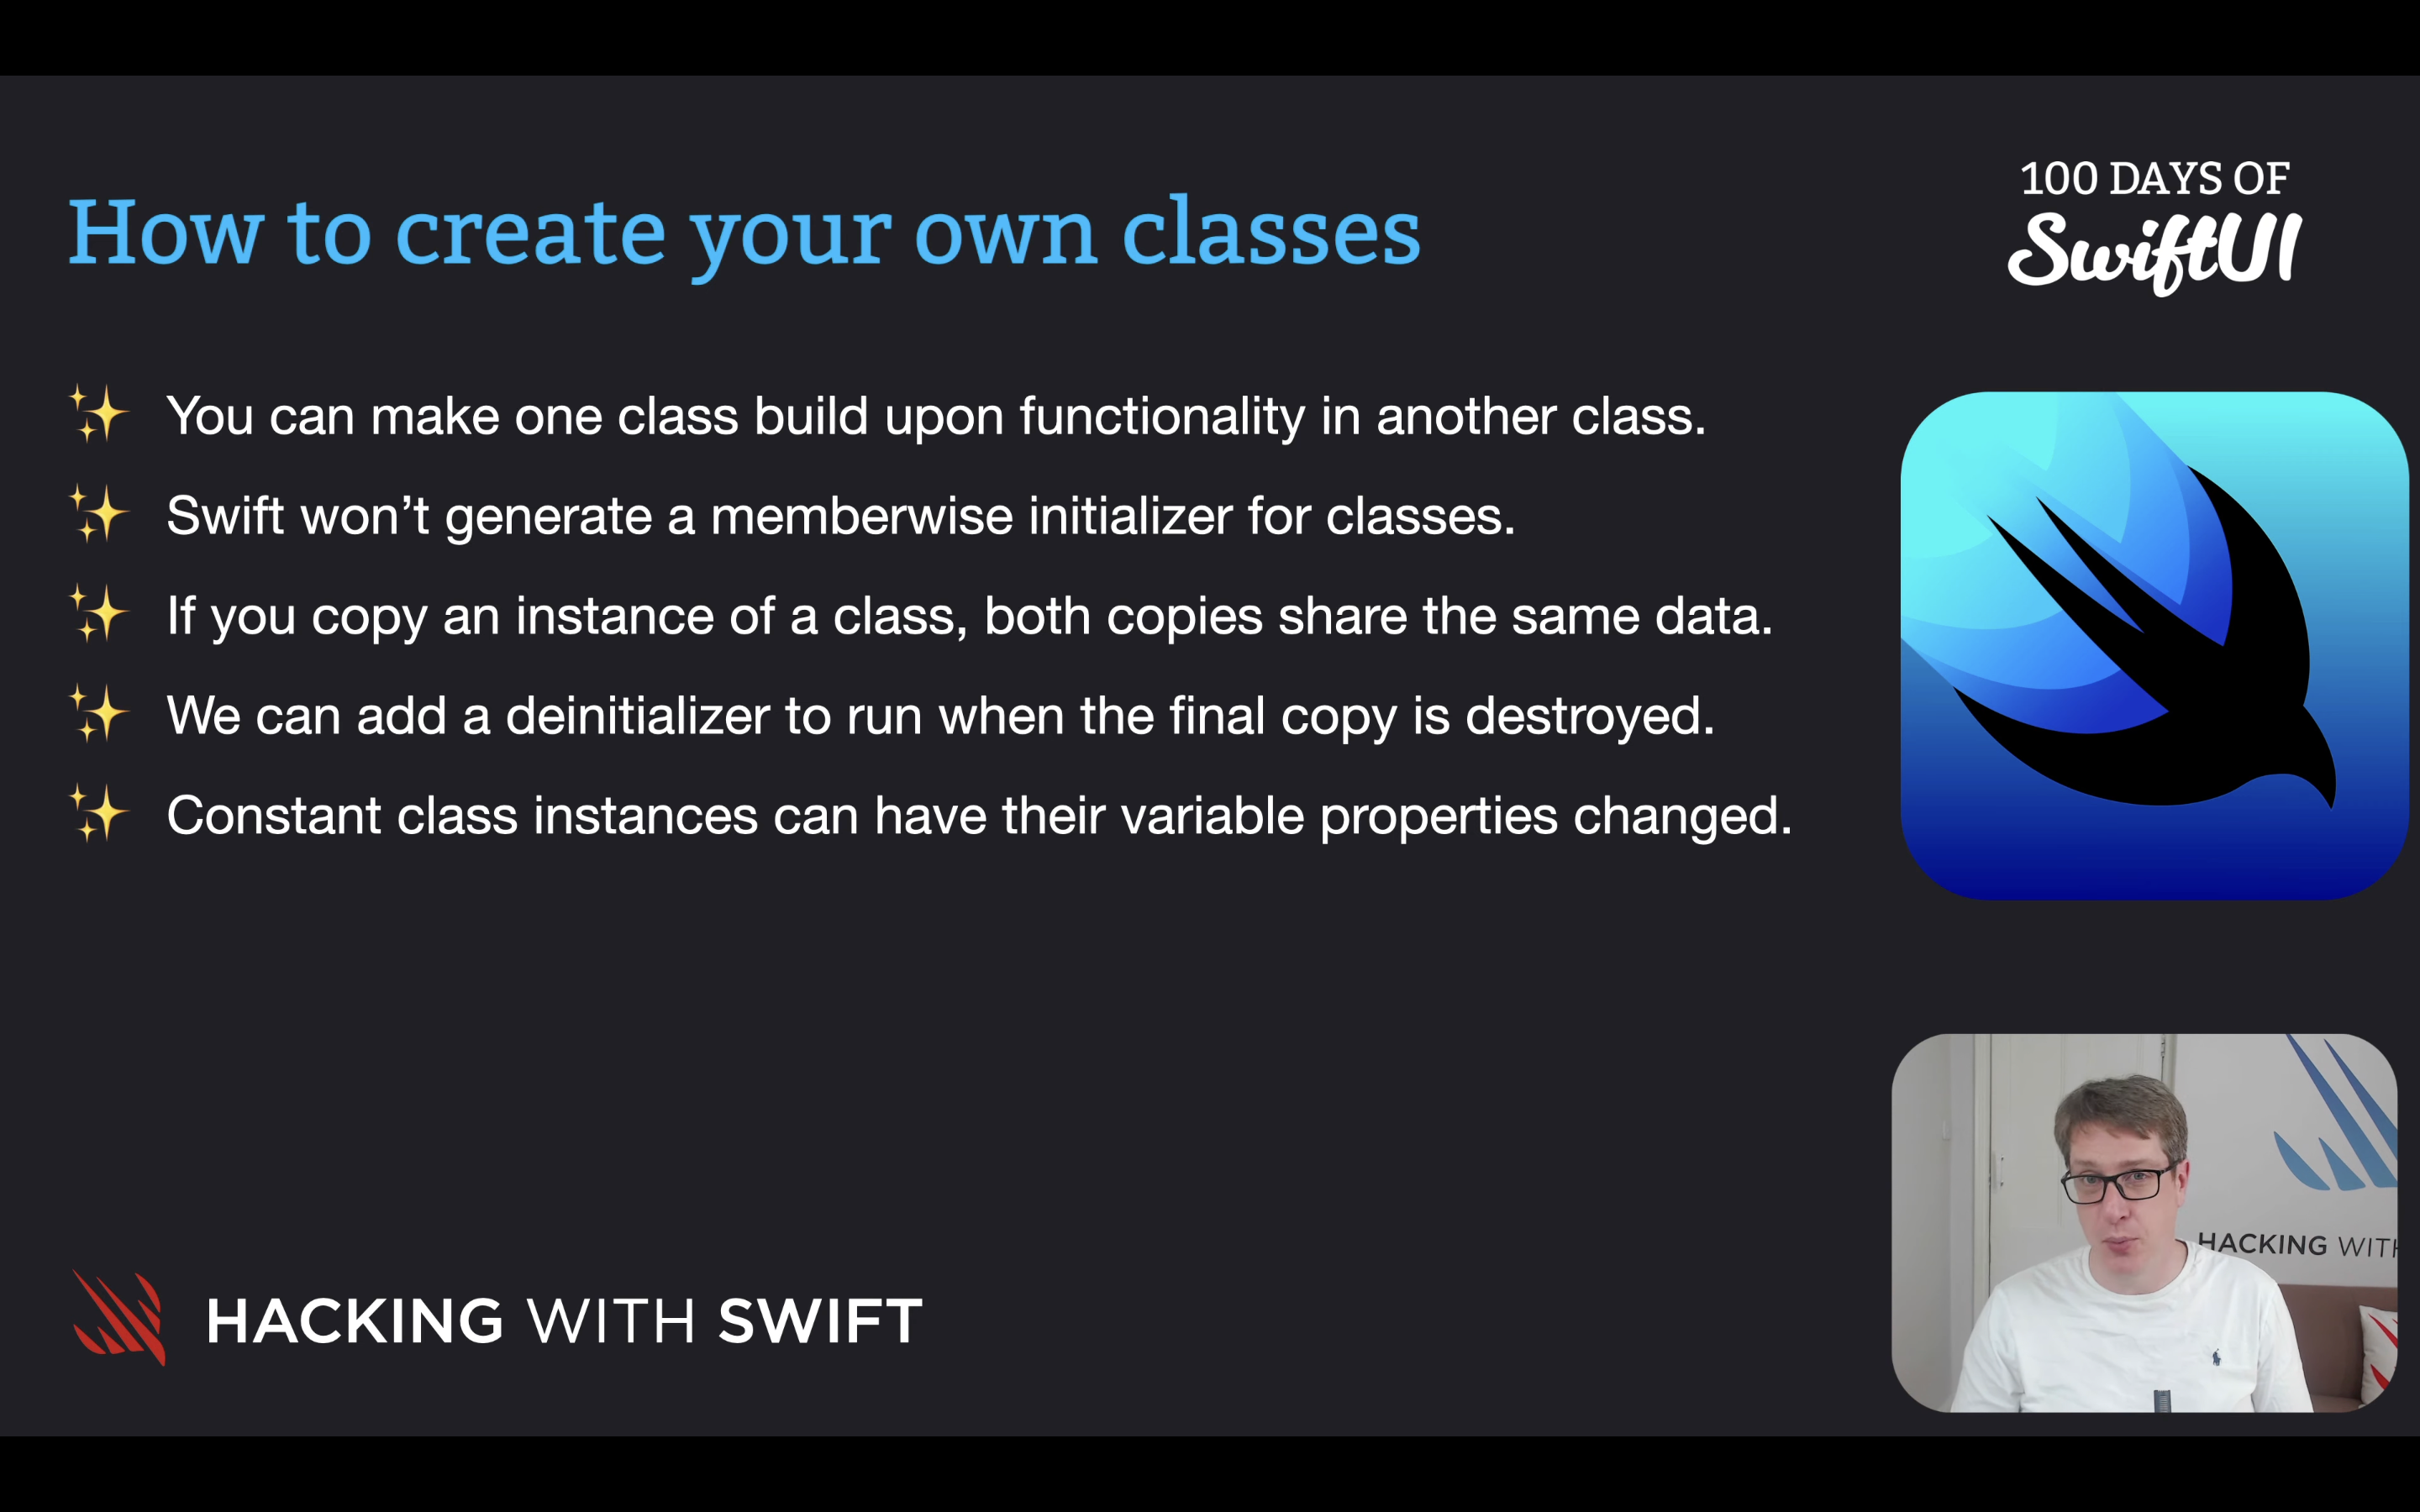 How to create your own classes
100 DAYS OF
SwiftUI
✨ You can make one class build upon functionality in another class.
✨ Swift won’t generate a memberwise initializer for classes.
✨ If you copy an instance of a class, both copies share the same data.
✨ We can add a deinitializer to run when the final copy is destroyed.
✨ Constant class instances can have their variable properties changed.
HACKING WITH SWIFT
HACKING WITH